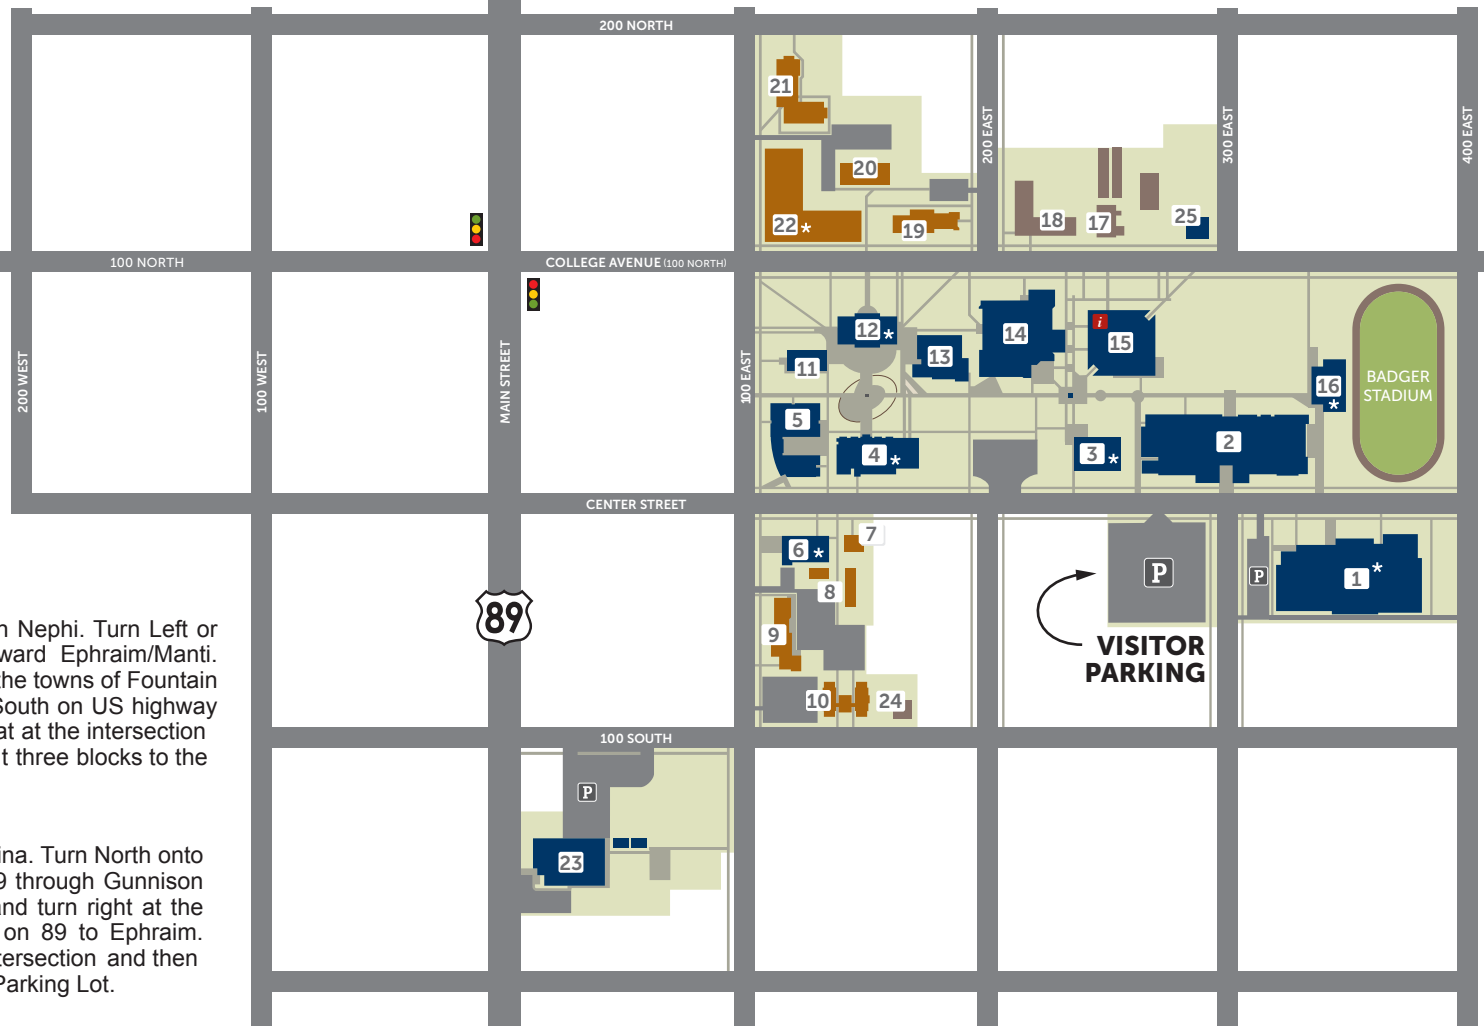 200 NORTH
21
200 EAST
300 EAST
400 EAST
20
22 *
19
18
17
25
100 NORTH
COLLEGE AVENUE (100 NORTH)
200 WEST
100 WEST
MAIN STREET
100 EAST
12 *
13
14
i
15
11
16
*
BADGER
STADIUM
5
4 *
3 *
2
CENTER STREET
6 *
7
8
9
10
24
P
P
1 *
VISITOR
PARKING
89
n Nephi. Turn Left or
ward Ephraim/Manti.
the towns of Fountain
South on US highway
at at the intersection
t three blocks to the
100 SOUTH
P
23
ina. Turn North onto
9 through Gunnison
and turn right at the
on 89 to Ephraim.
tersection and then
Parking Lot.